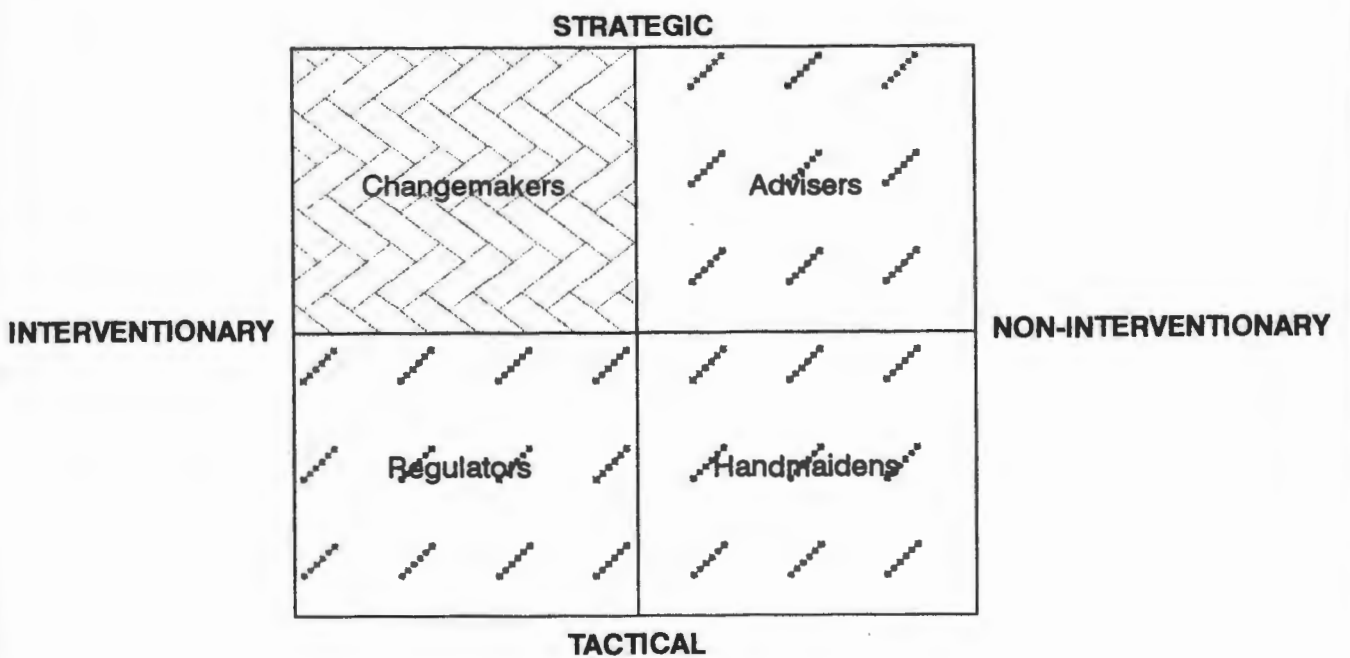 STRATEGIC
Changemakers Advisers
INTERVENTIONARY NON-INTERVENTIONARY
Regulators Handmaidens
TACTICAL